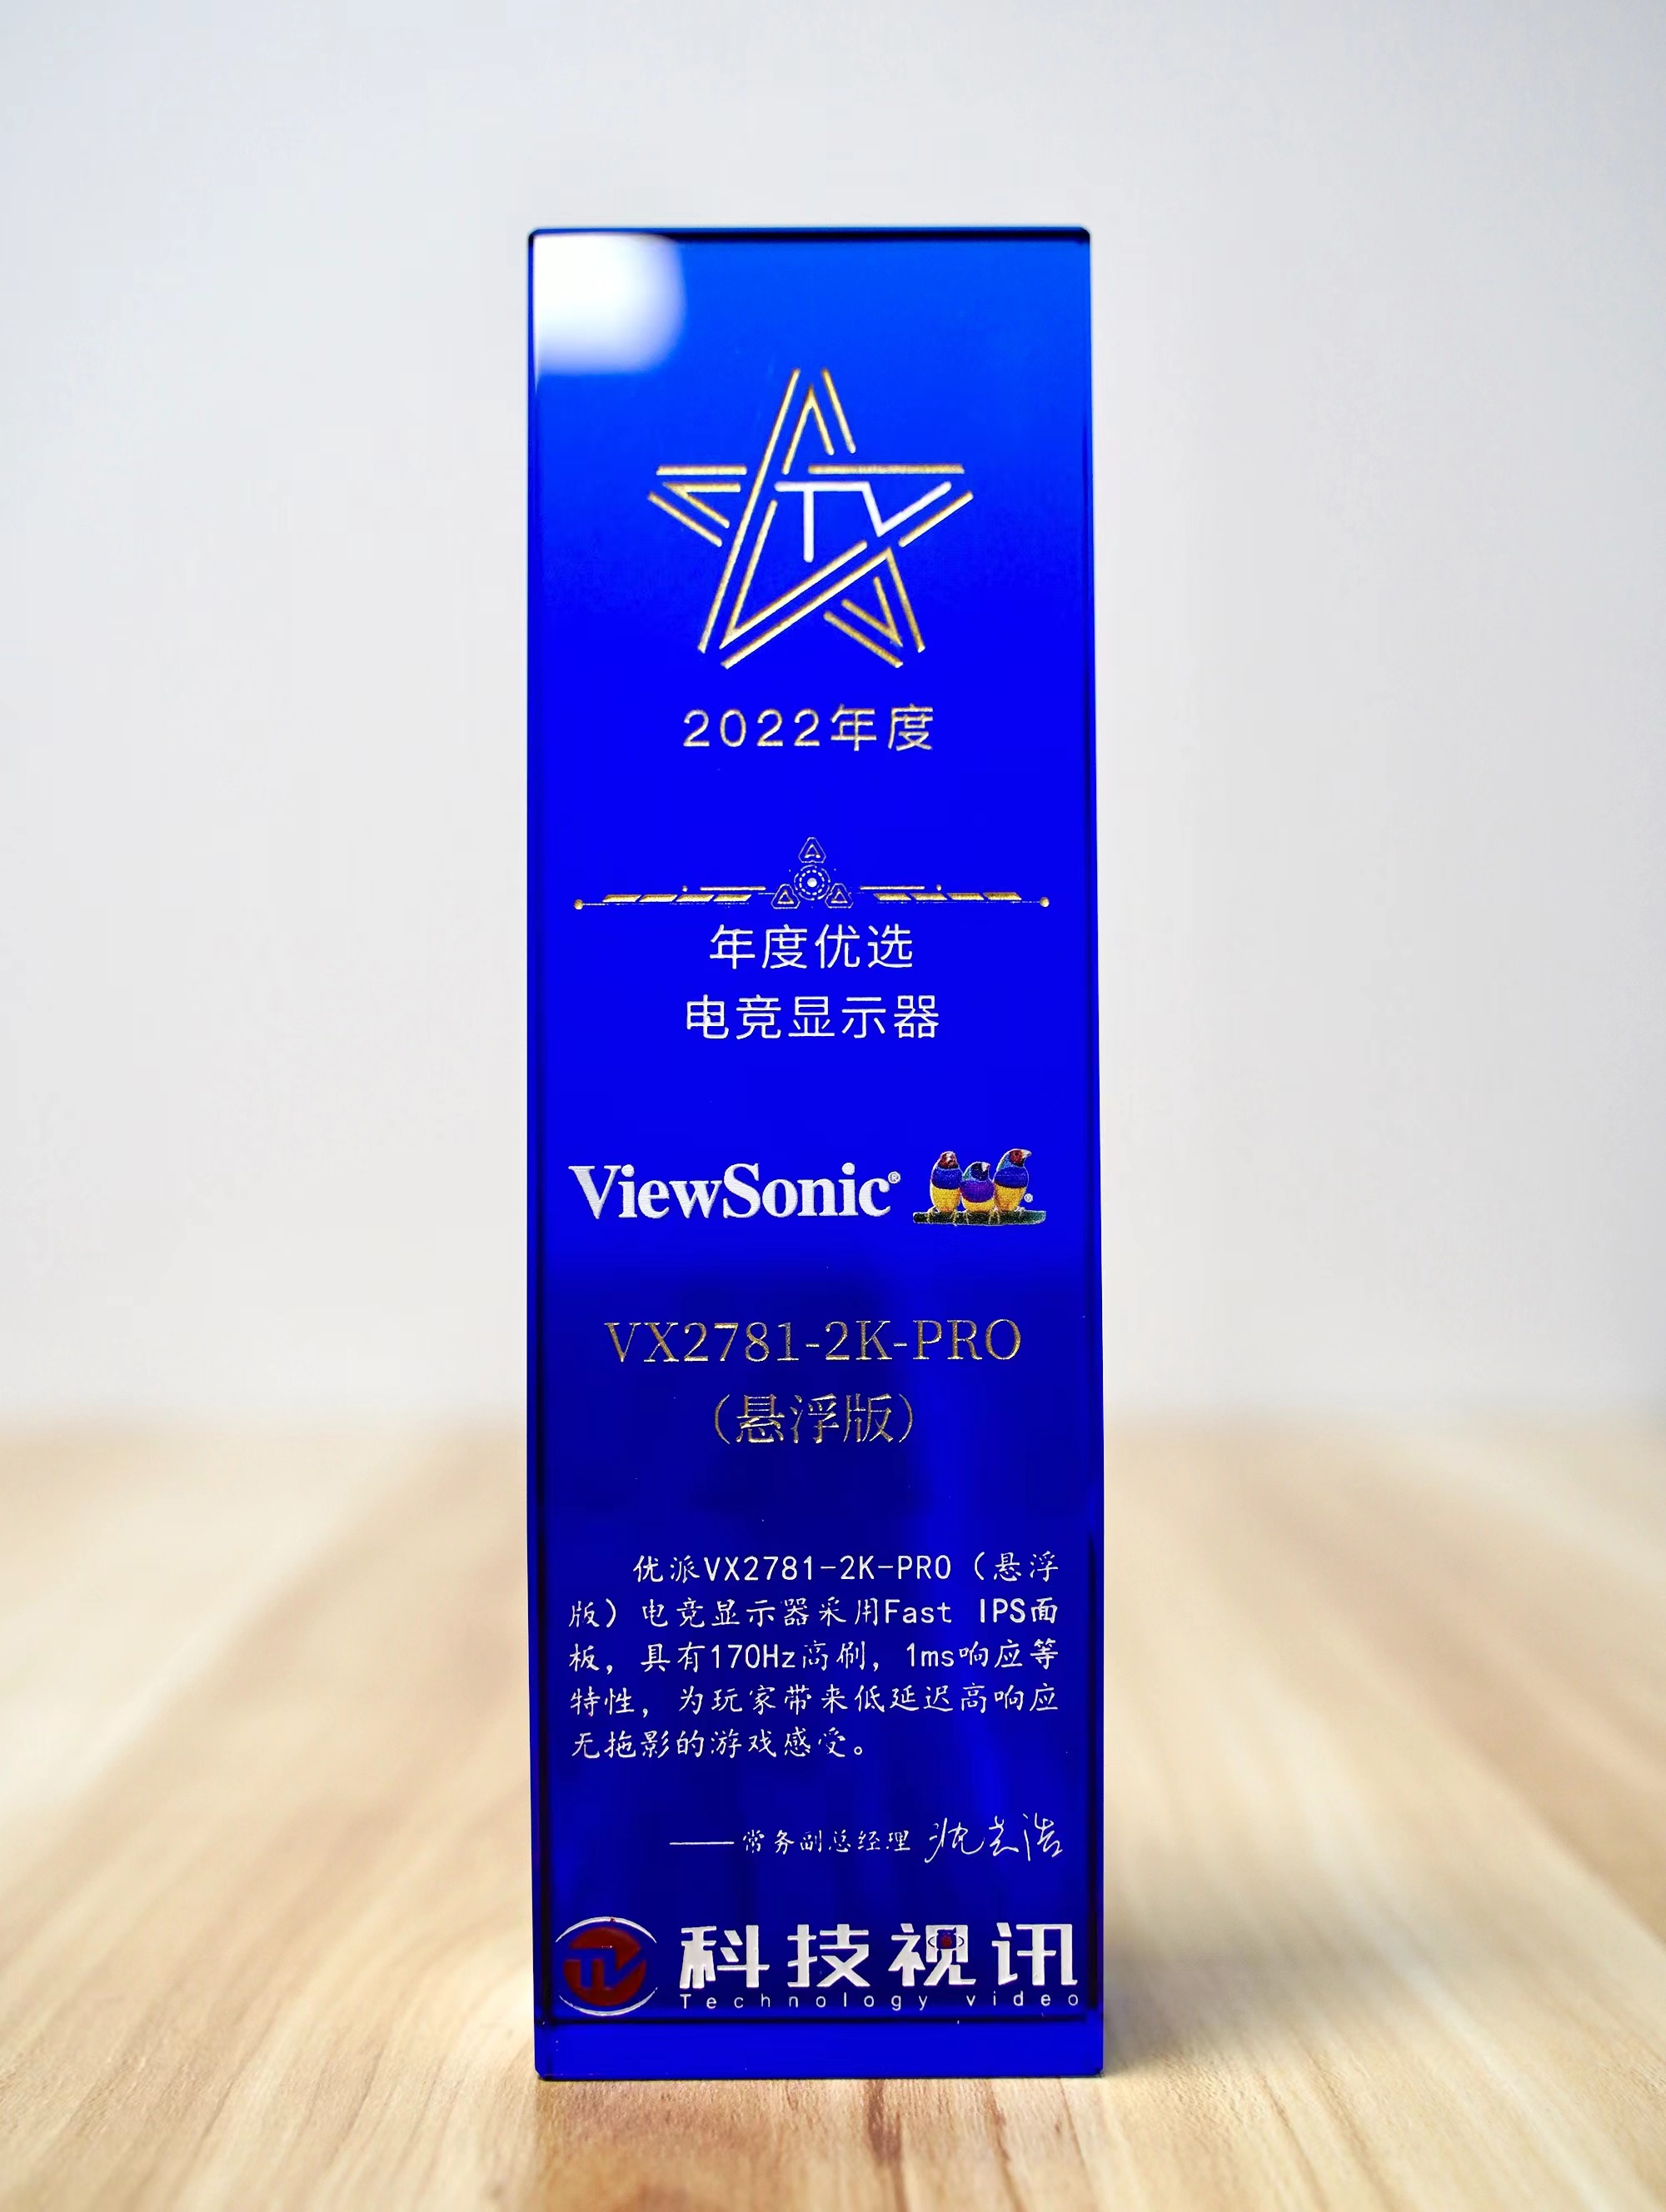 TV
2022年度
年度优选
电竞显示器
ViewSonic®
VX2781-2K-PRO
（悬浮版）
优派VX2781-2K-PRO（悬浮
版）电竞显示器采用Fast IPS面
板，具有170Hz高刷，1ms响应等
特性，为玩家带来低延迟高响应
无拖影的游戏感受。
——常务副总经理
TV 科技视讯
Technology video